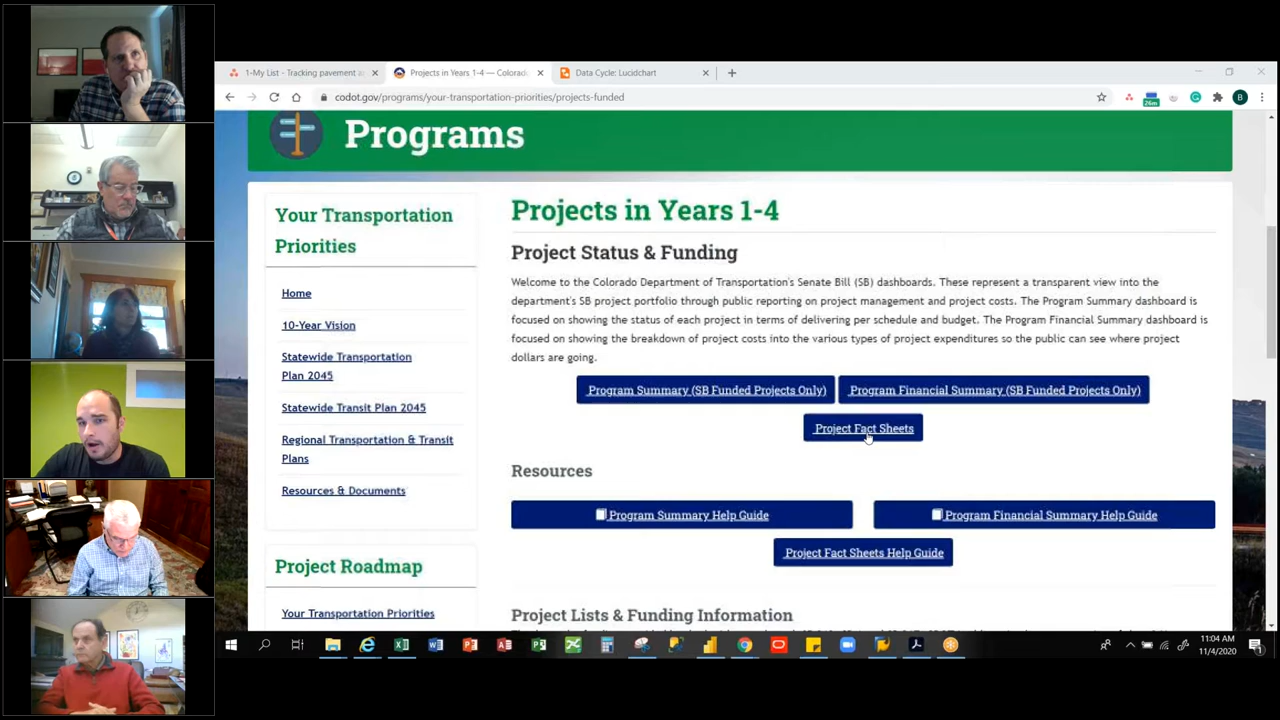 1-My List - Tracking pavement a
Projects in Years 1-4 — Colorad
Data Cycle: Lucidchart
codot.gov/programs/your-transportation-priorities/projects-funded
26m
B
Programs
Your Transportation
Priorities
Home
10-Year Vision
Statewide Transportation
Plan 2045
Statewide Transit Plan 2045
Regional Transportation & Transit
Plans
Resources & Documents
Project Roadmap
Your Transportation Priorities
Projects in Years 1-4
Project Status & Funding
Welcome to the Colorado Department of Transportation's Senate Bill (SB) dashboards. These represent a transparent view into the
department's SB project portfolio through public reporting on project management and project costs. The Program Summary dashboard is
focused on showing the status of each project in terms of delivering per schedule and budget. The Program Financial Summary dashboard is
focused on showing the breakdown of project costs into the various types of project expenditures so the public can see where project
dollars are going.
Program Summary (SB Funded Projects Only)
Program Financial Summary (SB Funded Projects Only)
Project Fact Sheets
Resources
Program Summary Help Guide
Program Financial Summary Help Guide
Project Fact Sheets Help Guide
Project Lists & Funding Information
11:04 AM
11/4/2020